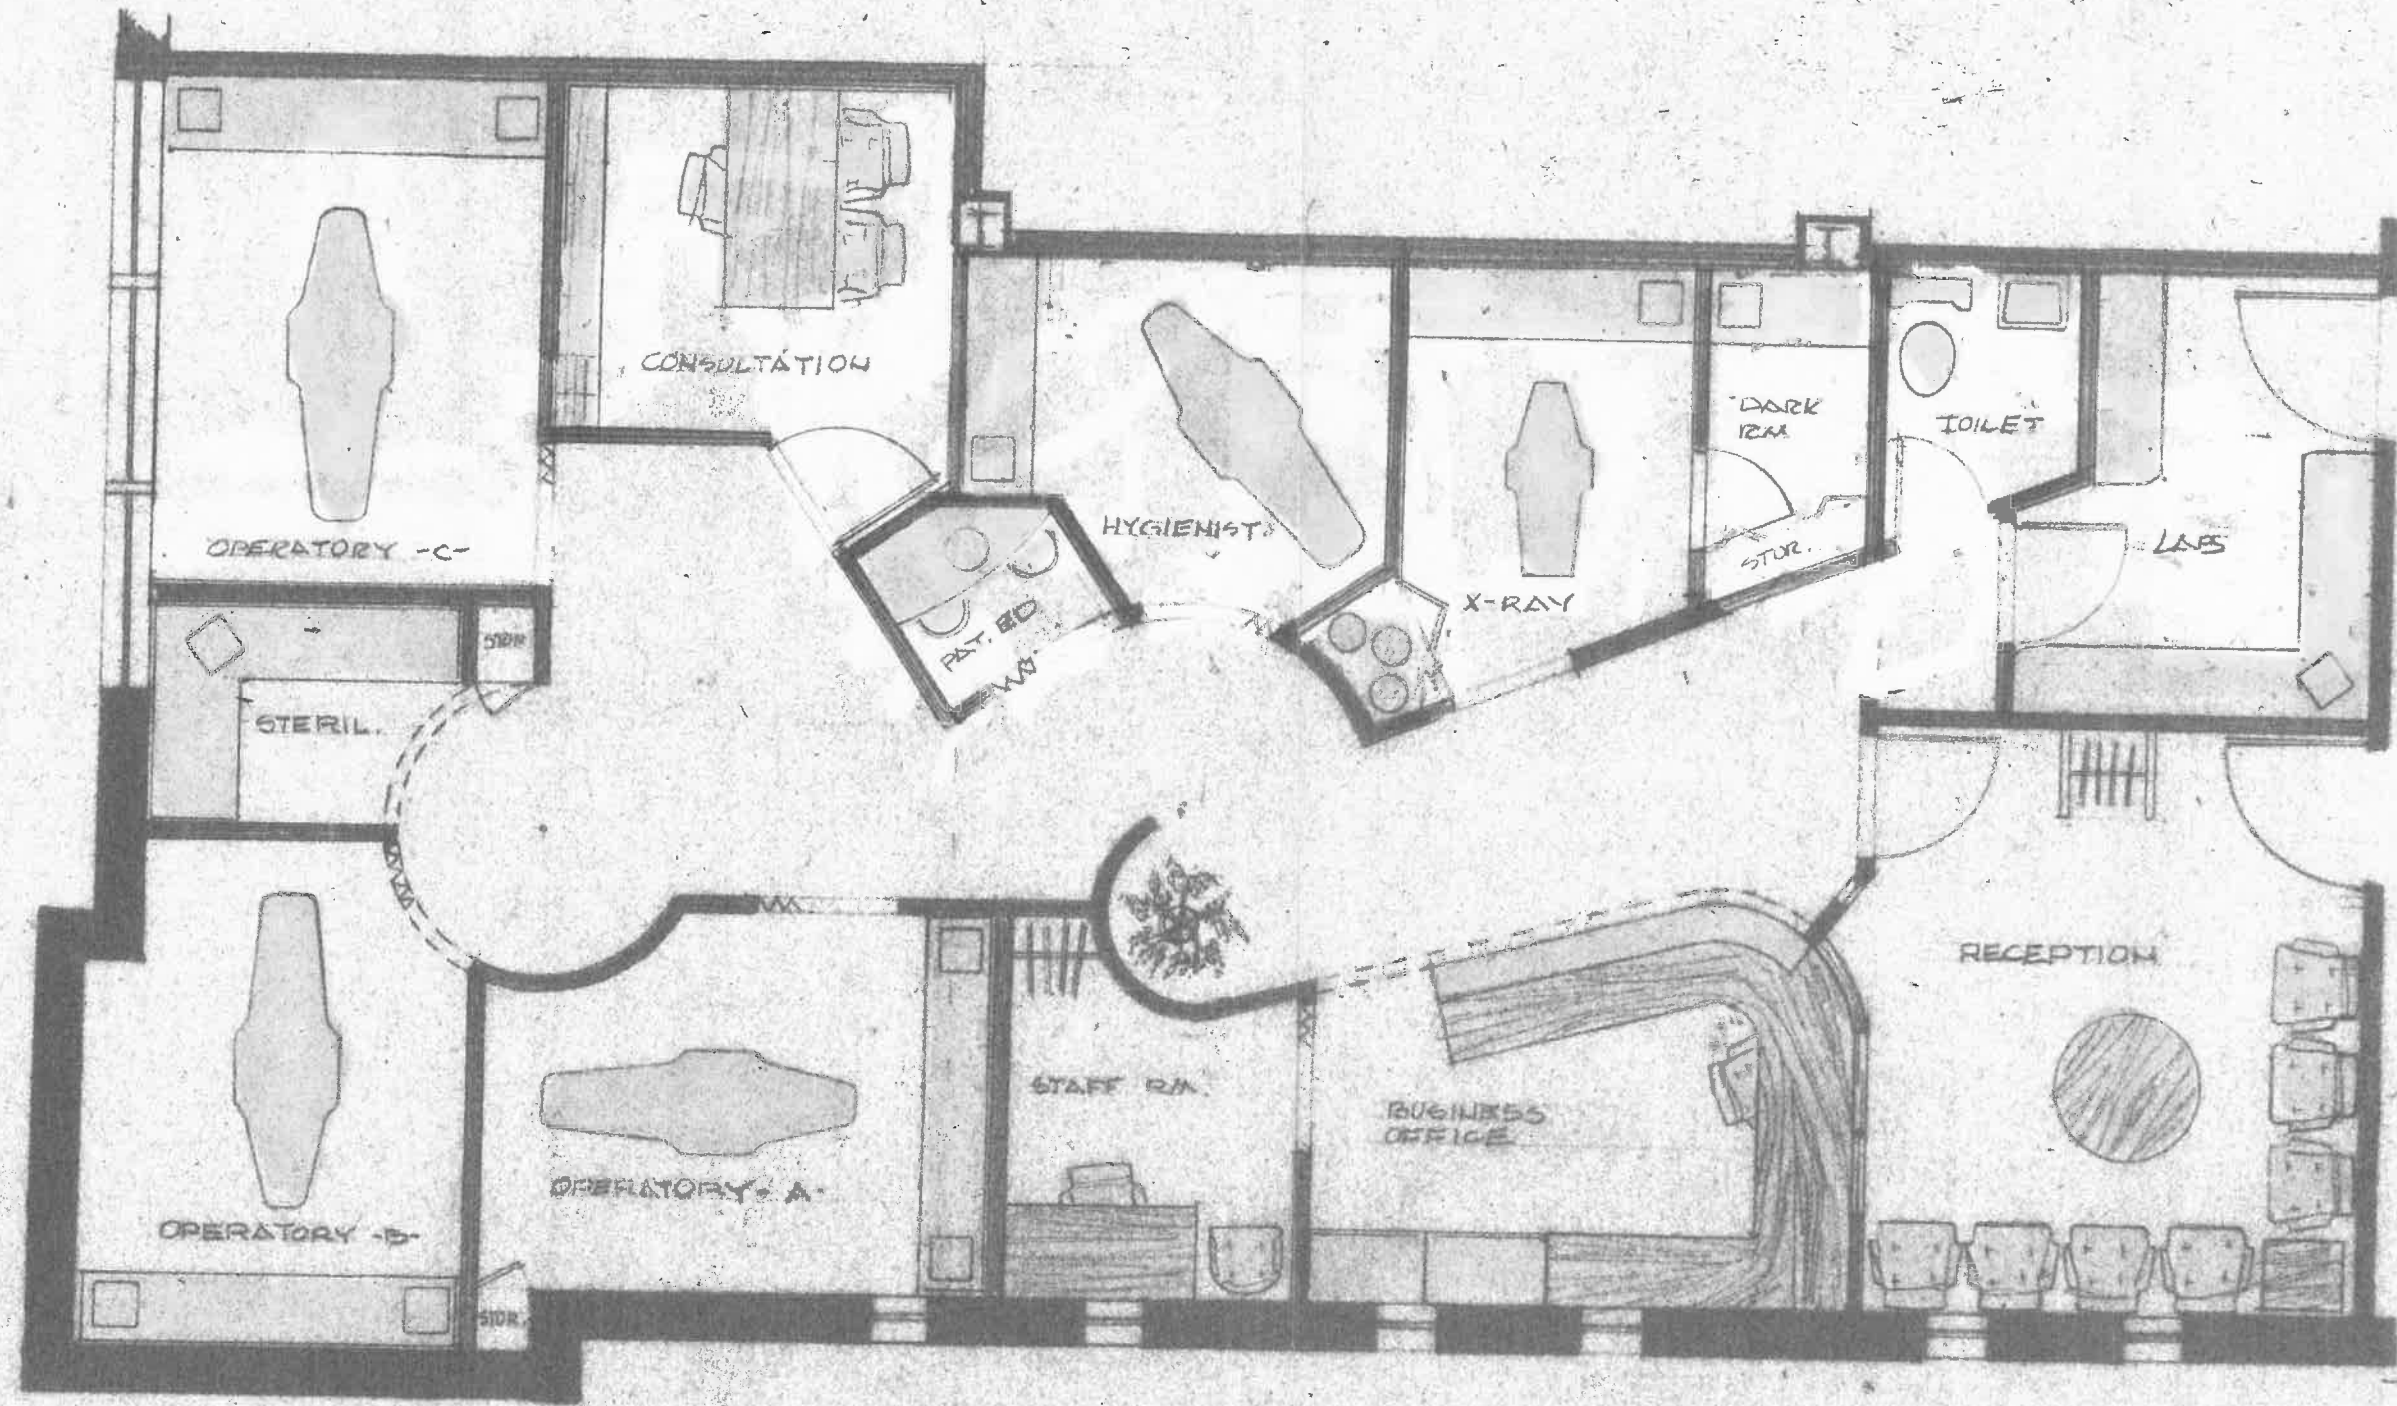 CONSULTATION
OPERATORY -C-
HYGIENIST
DARK
RM
TOILET
LABS
STOR.
X-RAY
PAT. ED
STOR
STERIL.
RECEPTION
STAFF RM.
BUSINESS
OFFICE
OPERATORY - A -
OPERATORY -B-
STOR.